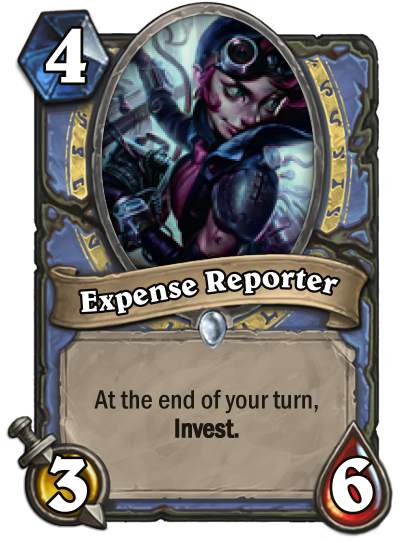 4
Expense Reporter
At the end of your turn,
Invest.
3
6